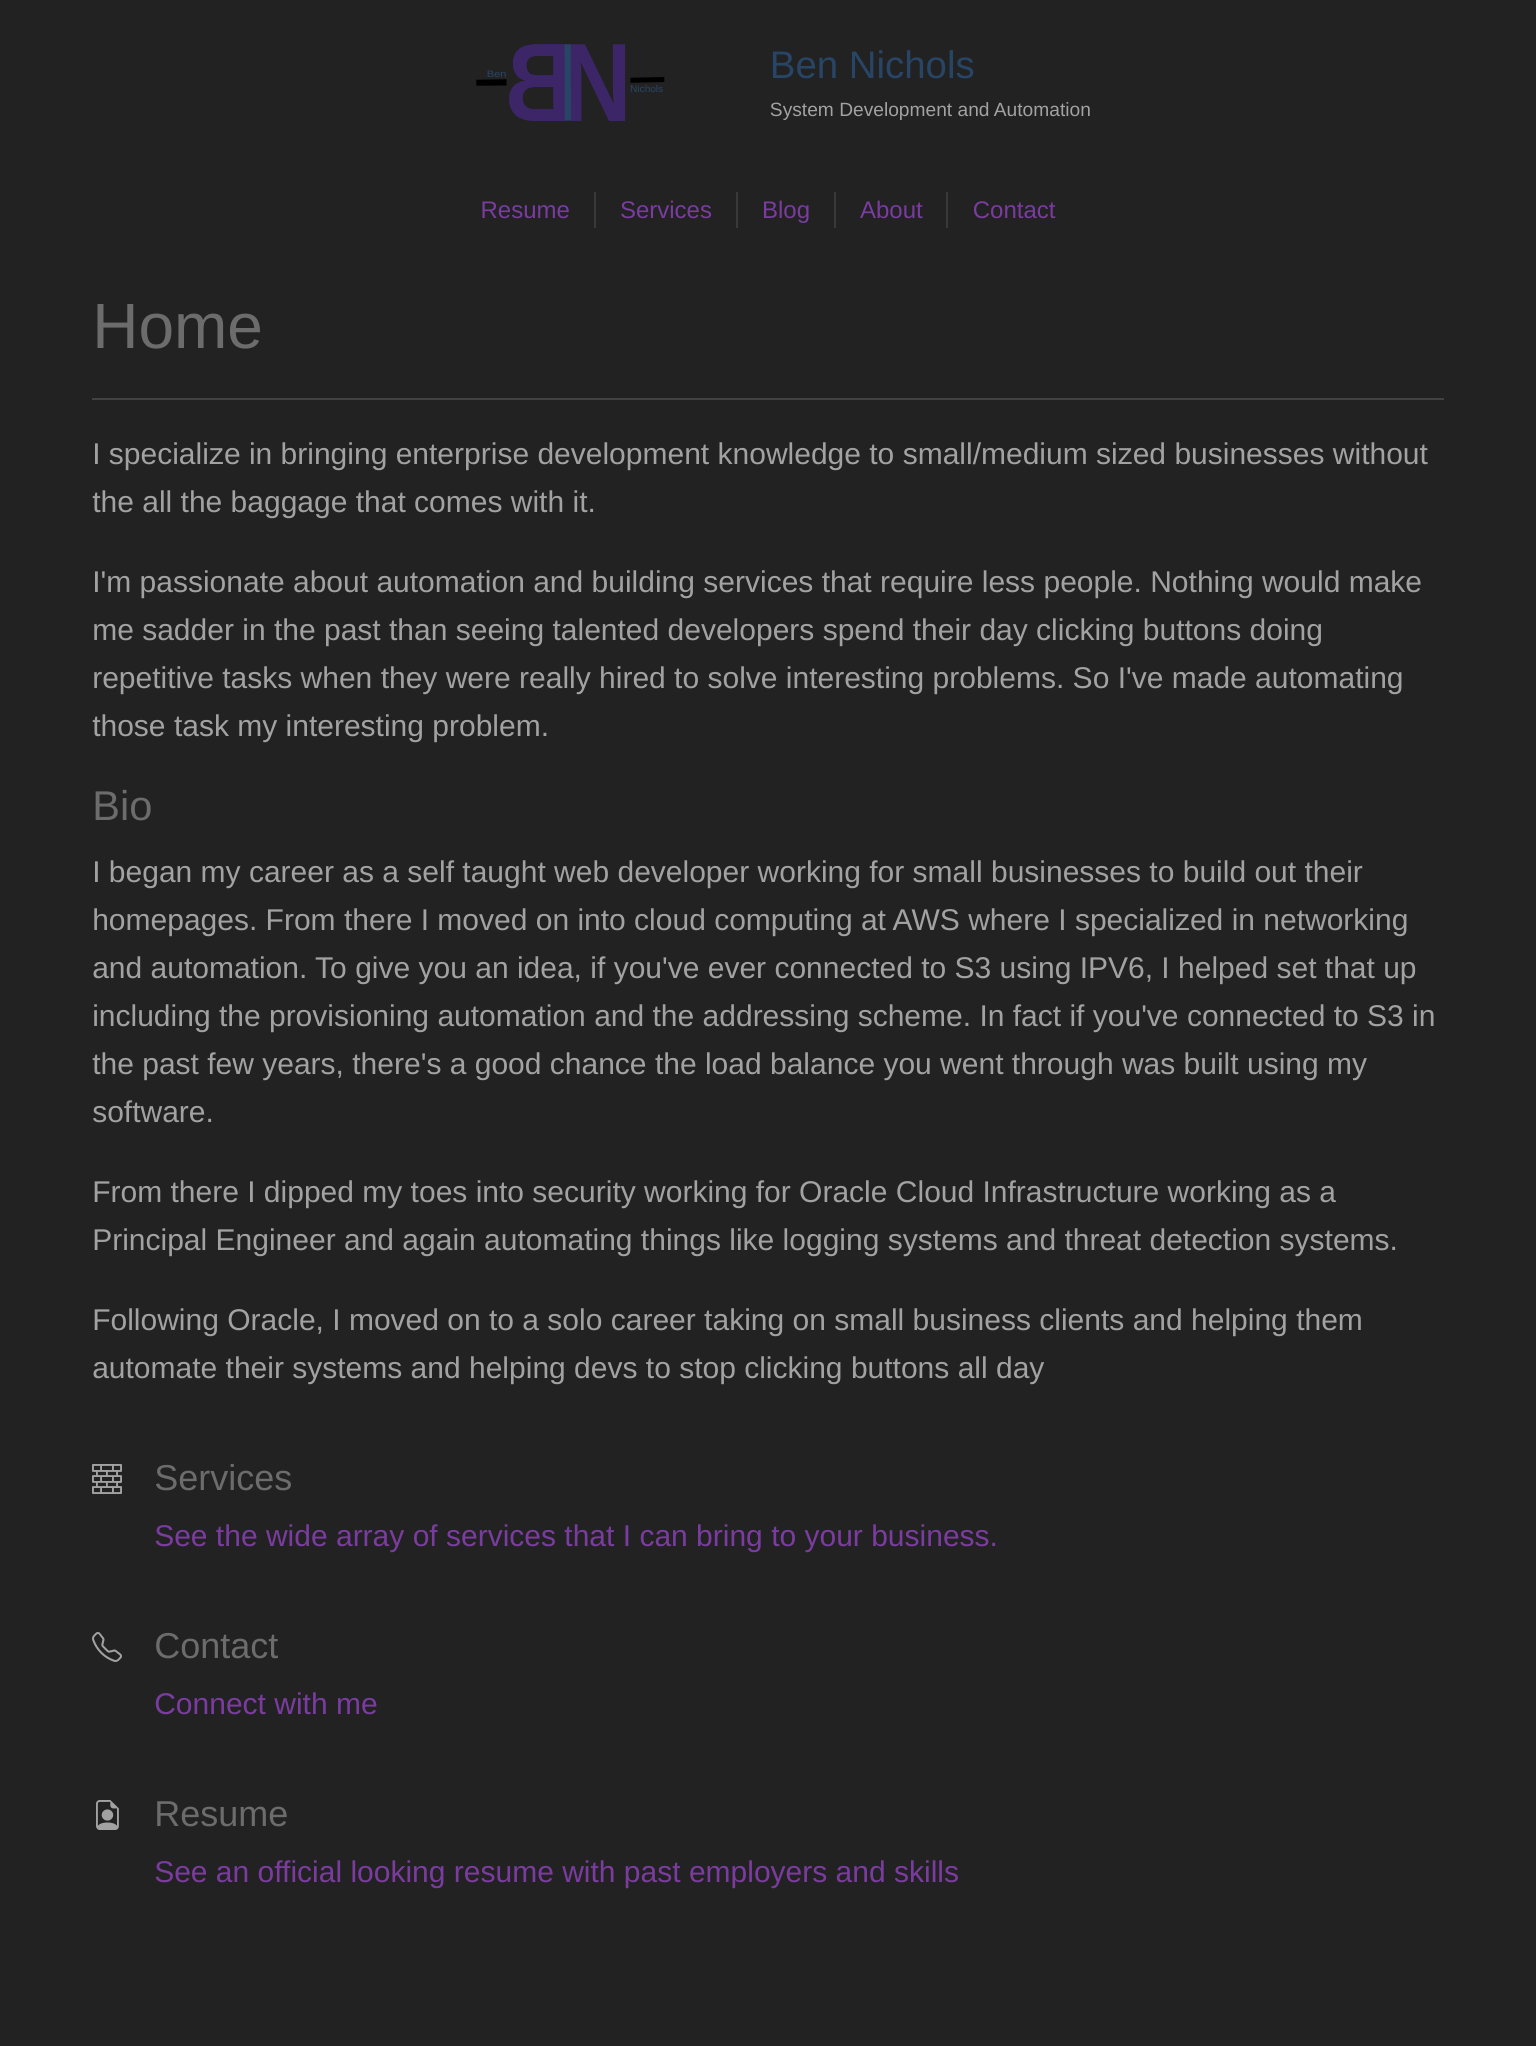 Ben
BN
Nichols
Ben Nichols
System Development and Automation
Resume
Services
Blog
About
Contact
Home
I specialize in bringing enterprise development knowledge to small/medium sized businesses without
the all the baggage that comes with it.
I'm passionate about automation and building services that require less people. Nothing would make
me sadder in the past than seeing talented developers spend their day clicking buttons doing
repetitive tasks when they were really hired to solve interesting problems. So I've made automating
those task my interesting problem.
Bio
I began my career as a self taught web developer working for small businesses to build out their
homepages. From there I moved on into cloud computing at AWS where I specialized in networking
and automation. To give you an idea, if you've ever connected to S3 using IPV6, I helped set that up
including the provisioning automation and the addressing scheme. In fact if you've connected to S3 in
the past few years, there's a good chance the load balance you went through was built using my
software.
From there I dipped my toes into security working for Oracle Cloud Infrastructure working as a
Principal Engineer and again automating things like logging systems and threat detection systems.
Following Oracle, I moved on to a solo career taking on small business clients and helping them
automate their systems and helping devs to stop clicking buttons all day
Services
See the wide array of services that I can bring to your business.
Contact
Connect with me
Resume
See an official looking resume with past employers and skills